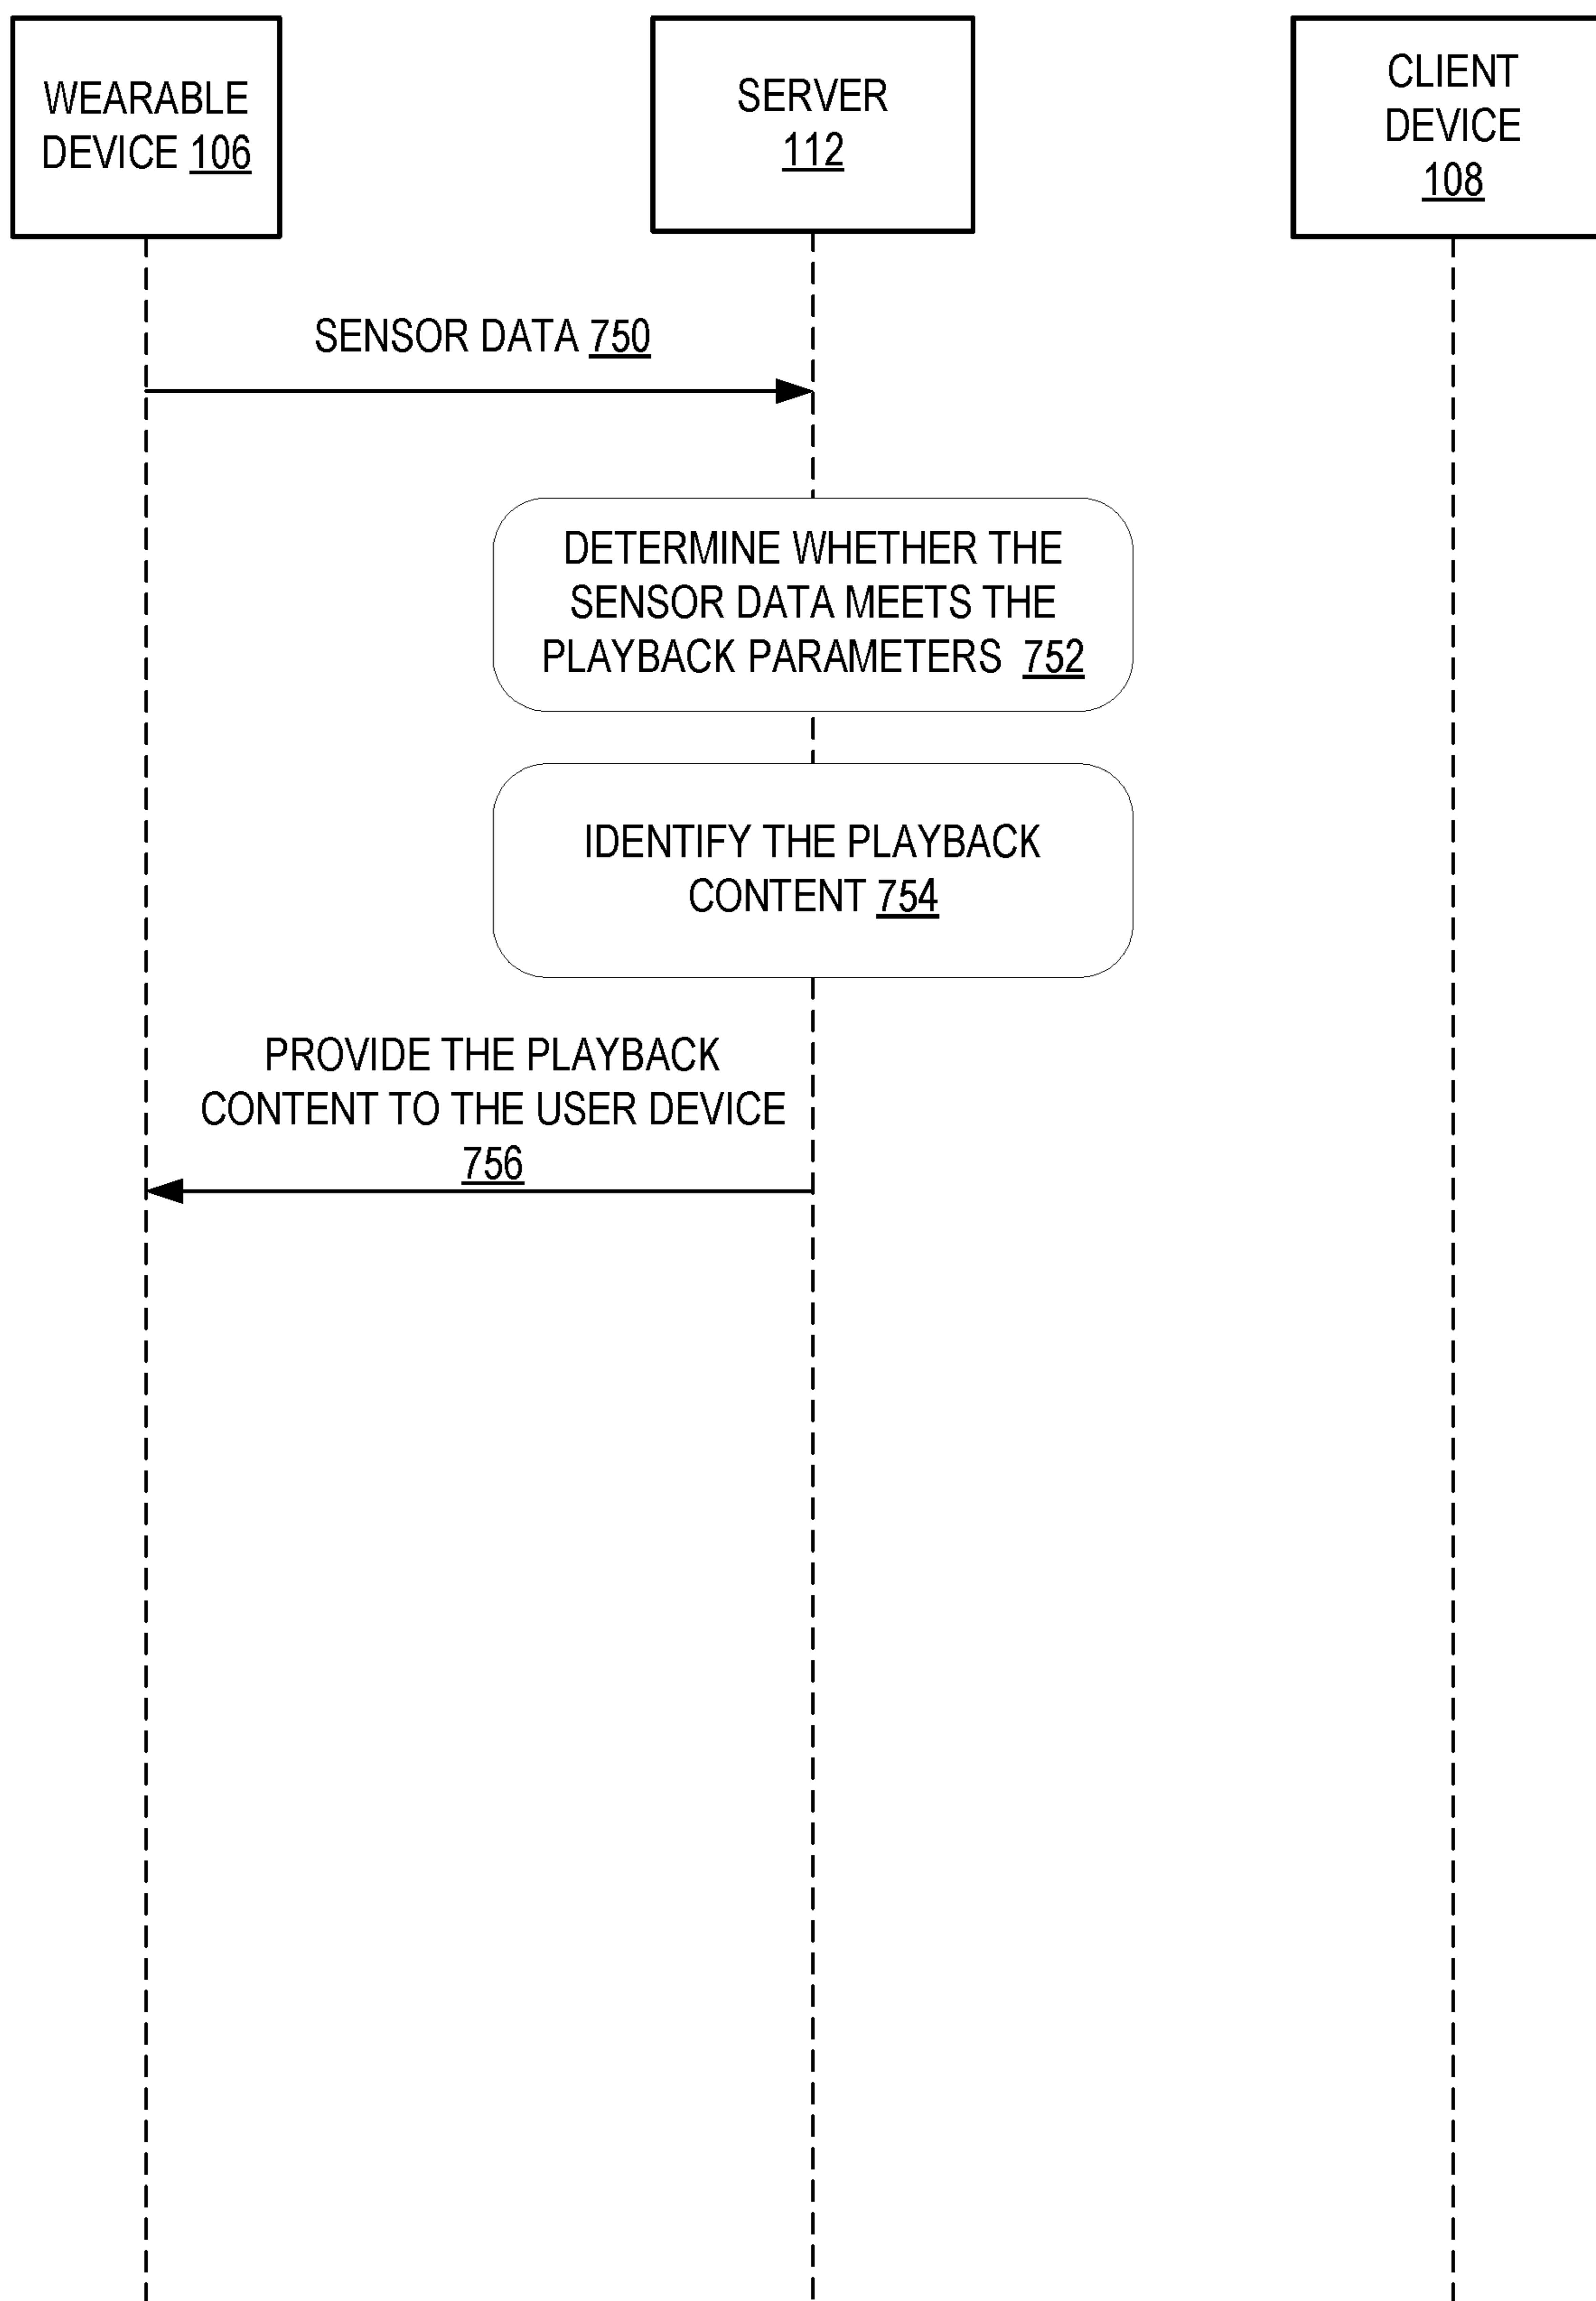 WEARABLE
DEVICE 106
SERVER
112
CLIENT
DEVICE
108
SENSOR DATA 750
DETERMINE WHETHER THE
SENSOR DATA MEETS THE
PLAYBACK PARAMETERS 752
IDENTIFY THE PLAYBACK
CONTENT 754
PROVIDE THE PLAYBACK
CONTENT TO THE USER DEVICE
756